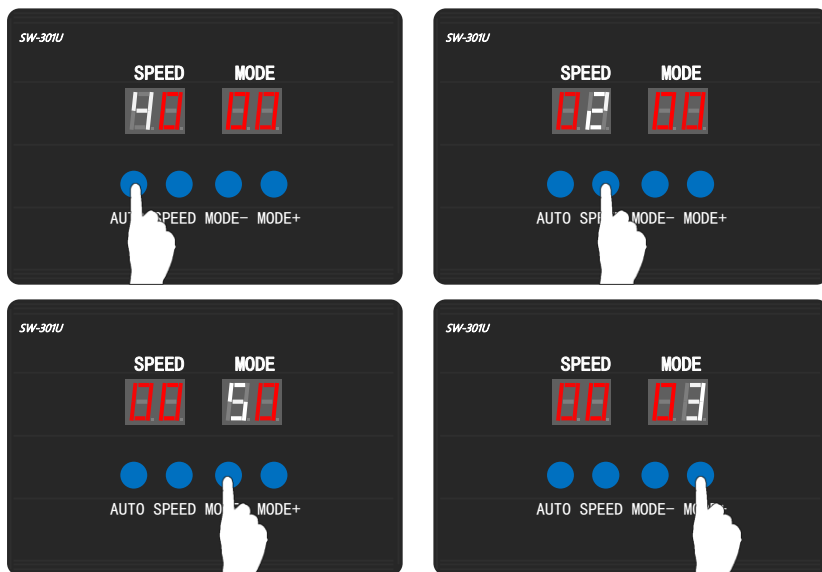 SW-301U
SPEED MODE
40 00
SPEED MODE- MODE+
SW-301U
SPEED MODE
02 00
AUTO MODE- MODE+
SW-301U
SPEED MODE
00 50
AUTO SPEED MODE+
SW-301U
SPEED MODE
00 03
AUTO SPEED MODE-